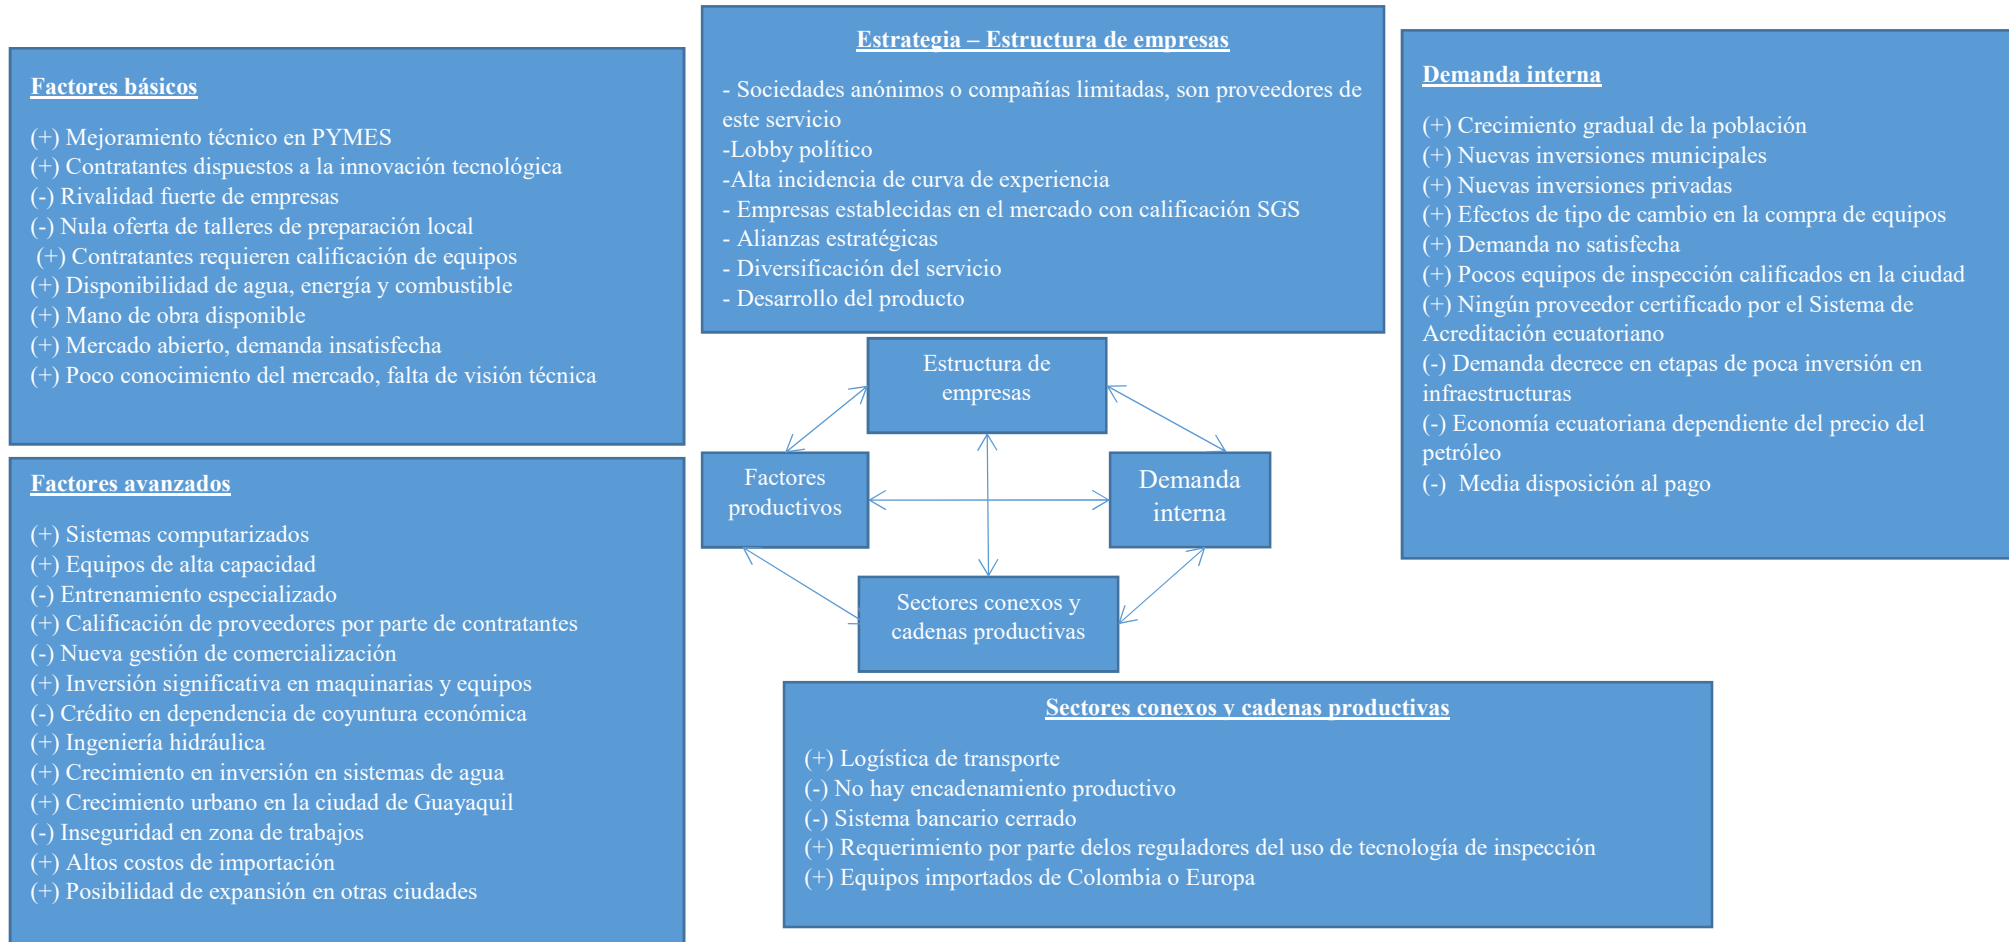 Factores básicos
(+) Mejoramiento técnico en PYMES
(+) Contratantes dispuestos a la innovación tecnológica
(-) Rivalidad fuerte de empresas
(-) Nula oferta de talleres de preparación local
(+) Contratantes requieren calificación de equipos
(+) Disponibilidad de agua, energía y combustible
(+) Mano de obra disponible
(+) Mercado abierto, demanda insatisfecha
(+) Poco conocimiento del mercado, falta de visión técnica
Factores avanzados
(+) Sistemas computarizados
(+) Equipos de alta capacidad
(-) Entrenamiento especializado
(+) Calificación de proveedores por parte de contratantes
(-) Nueva gestión de comercialización
(+) Inversión significativa en maquinarias y equipos
(-) Crédito en dependencia de coyuntura económica
(+) Ingeniería hidráulica
(+) Crecimiento en inversión en sistemas de agua
(+) Crecimiento urbano en la ciudad de Guayaquil
(-) Inseguridad en zona de trabajos
(+) Altos costos de importación
(+) Posibilidad de expansión en otras ciudades
Estrategia – Estructura de empresas
- Sociedades anónimos o compañías limitadas, son proveedores de
este servicio
-Lobby político
-Alta incidencia de curva de experiencia
- Empresas establecidas en el mercado con calificación SGS
- Alianzas estratégicas
- Diversificación del servicio
- Desarrollo del producto
Estructura de
empresas
Factores
productivos
Demanda
interna
Sectores conexos y
cadenas productivas
Demanda interna
(+) Crecimiento gradual de la población
(+) Nuevas inversiones municipales
(+) Nuevas inversiones privadas
(+) Efectos de tipo de cambio en la compra de equipos
(+) Demanda no satisfecha
(+) Pocos equipos de inspección calificados en la ciudad
(+) Ningún proveedor certificado por el Sistema de
Acreditación ecuatoriano
(-) Demanda decrece en etapas de poca inversión en
infraestructuras
(-) Economía ecuatoriana dependiente del precio del
petróleo
(-) Media disposición al pago
Sectores conexos y cadenas productivas
(+) Logística de transporte
(-) No hay encadenamiento productivo
(-) Sistema bancario cerrado
(+) Requerimiento por parte delos reguladores del uso de tecnología de inspección
(+) Equipos importados de Colombia o Europa